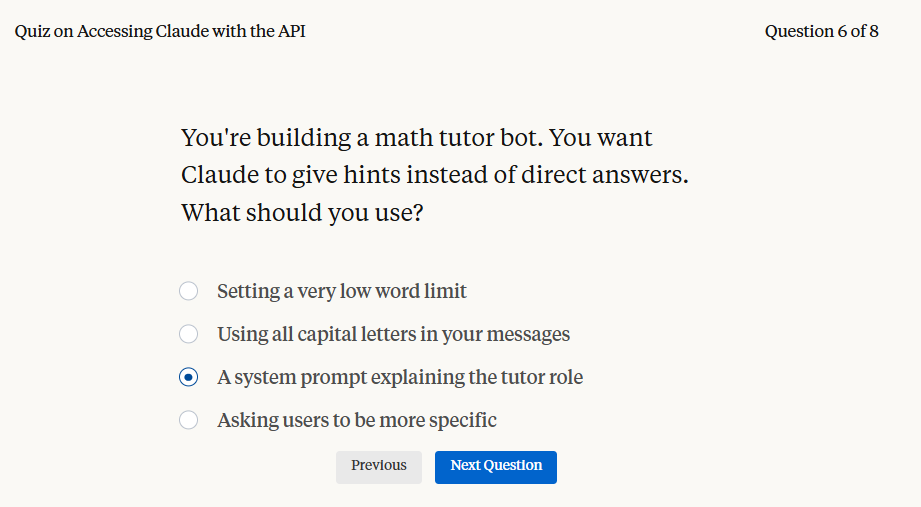 Quiz on Accessing Claude with the API
Question 6 of 8
You're building a math tutor bot. You want
Claude to give hints instead of direct answers.
What should you use?
Setting a very low word limit
Using all capital letters in your messages
A system prompt explaining the tutor role
Asking users to be more specific
Previous
Next Question